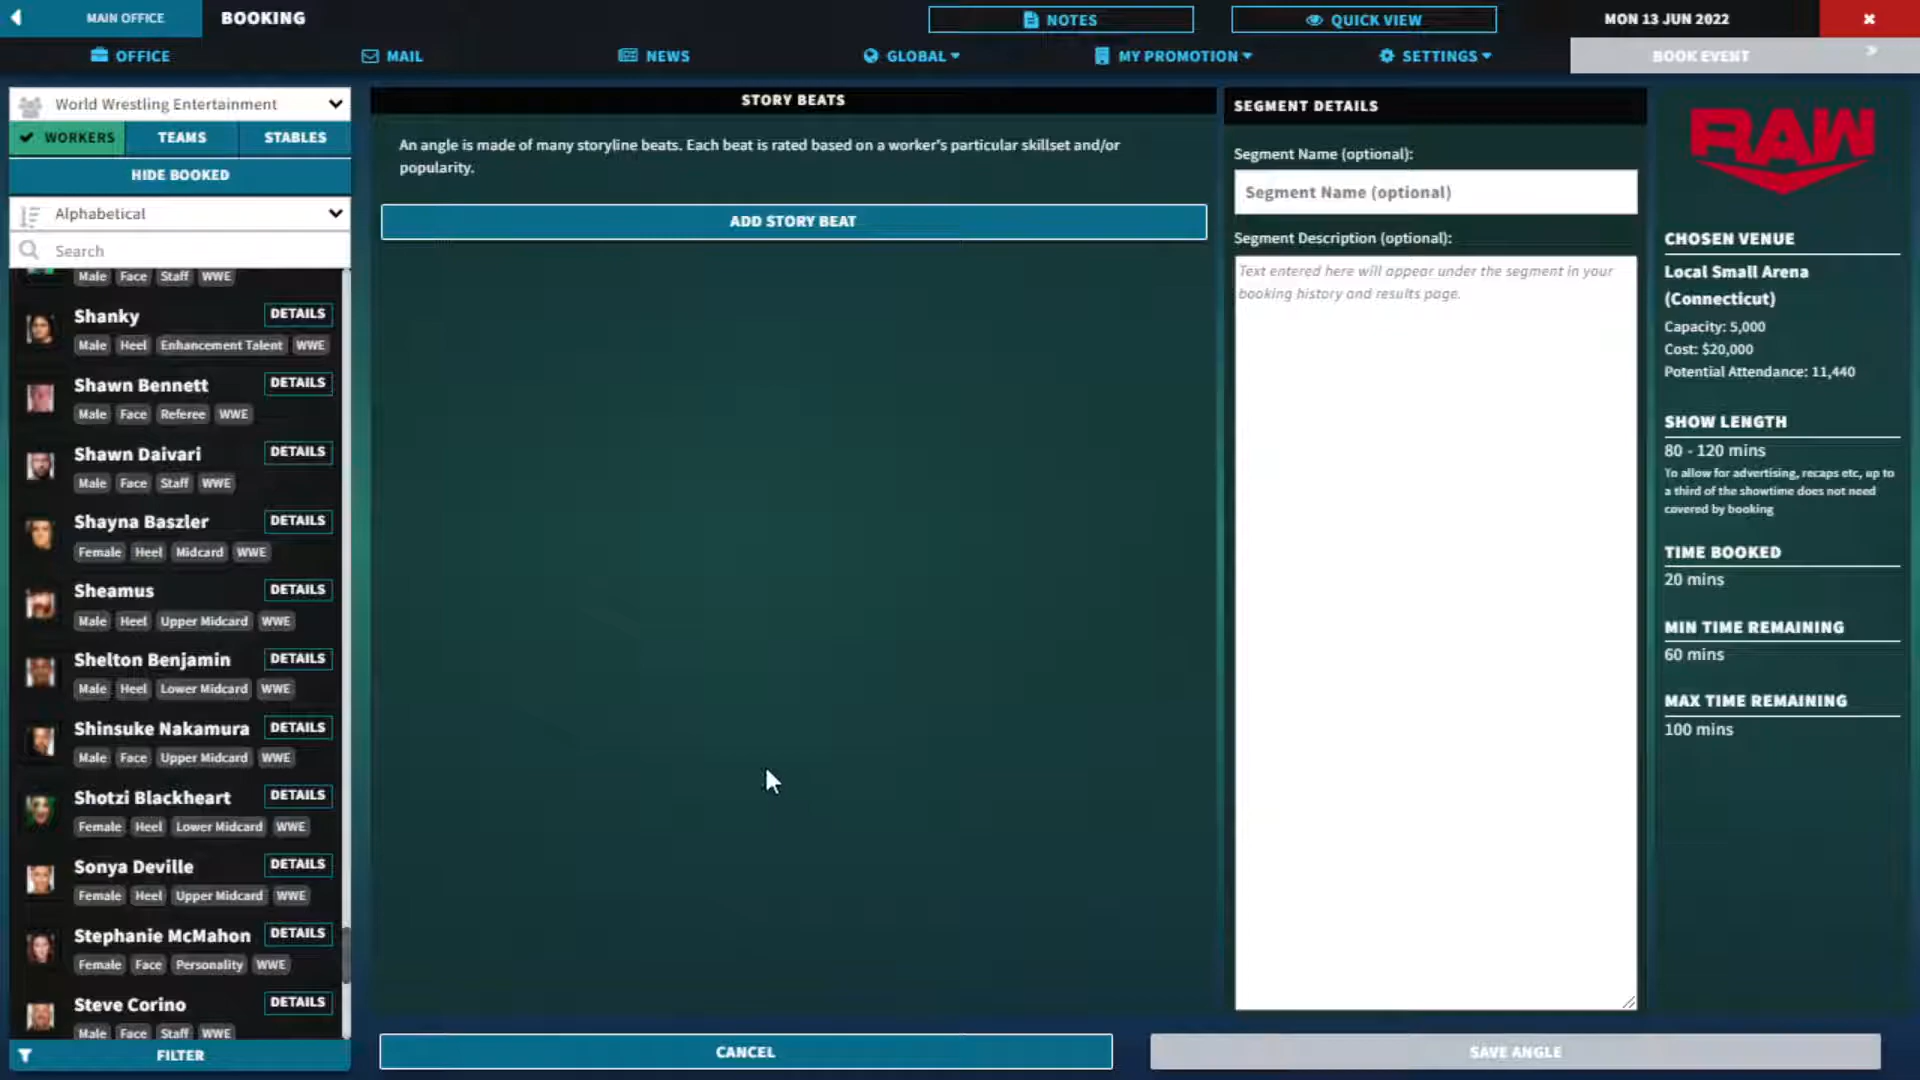 MAIN OFFICE
BOOKING
NOTES
QUICK VIEW
MON 13 JUN 2022
OFFICE
MAIL
NEWS
GLOBAL
MY PROMOTION
SETTINGS
BOOK EVENT
World Wrestling Entertainment
WORKERS
TEAMS
STABLES
HIDE BOOKED
Alphabetical
Search
Male Face Staff WWE
Shanky DETAILS
Male Heel Enhancement Talent WWE
Shawn Bennett DETAILS
Male Face Referee WWE
Shawn Daivari DETAILS
Male Face Staff WWE
Shayna Baszler DETAILS
Female Heel Midcard WWE
Sheamus DETAILS
Male Heel Upper Midcard WWE
Shelton Benjamin DETAILS
Male Heel Lower Midcard WWE
Shinsuke Nakamura DETAILS
Male Face Upper Midcard WWE
Shotzi Blackheart DETAILS
Female Heel Lower Midcard WWE
Sonya Deville DETAILS
Female Heel Upper Midcard WWE
Stephanie McMahon DETAILS
Female Face Personality WWE
Steve Corino DETAILS
Male Face Staff WWE
FILTER
STORY BEATS
An angle is made of many storyline beats. Each beat is rated based on a worker's particular skillset and/or
popularity.
ADD STORY BEAT
CANCEL
SEGMENT DETAILS
Segment Name (optional):
Segment Name (optional)
Segment Description (optional):
Text entered here will appear under the segment in your
booking history and results page.
SAVE ANGLE
RAW
CHOSEN VENUE
Local Small Arena
(Connecticut)
Capacity: 5,000
Cost: $20,000
Potential Attendance: 11,440
SHOW LENGTH
80 - 120 mins
To allow for advertising, recaps etc, up to
a third of the showtime does not need
covered by booking
TIME BOOKED
20 mins
MIN TIME REMAINING
60 mins
MAX TIME REMAINING
100 mins